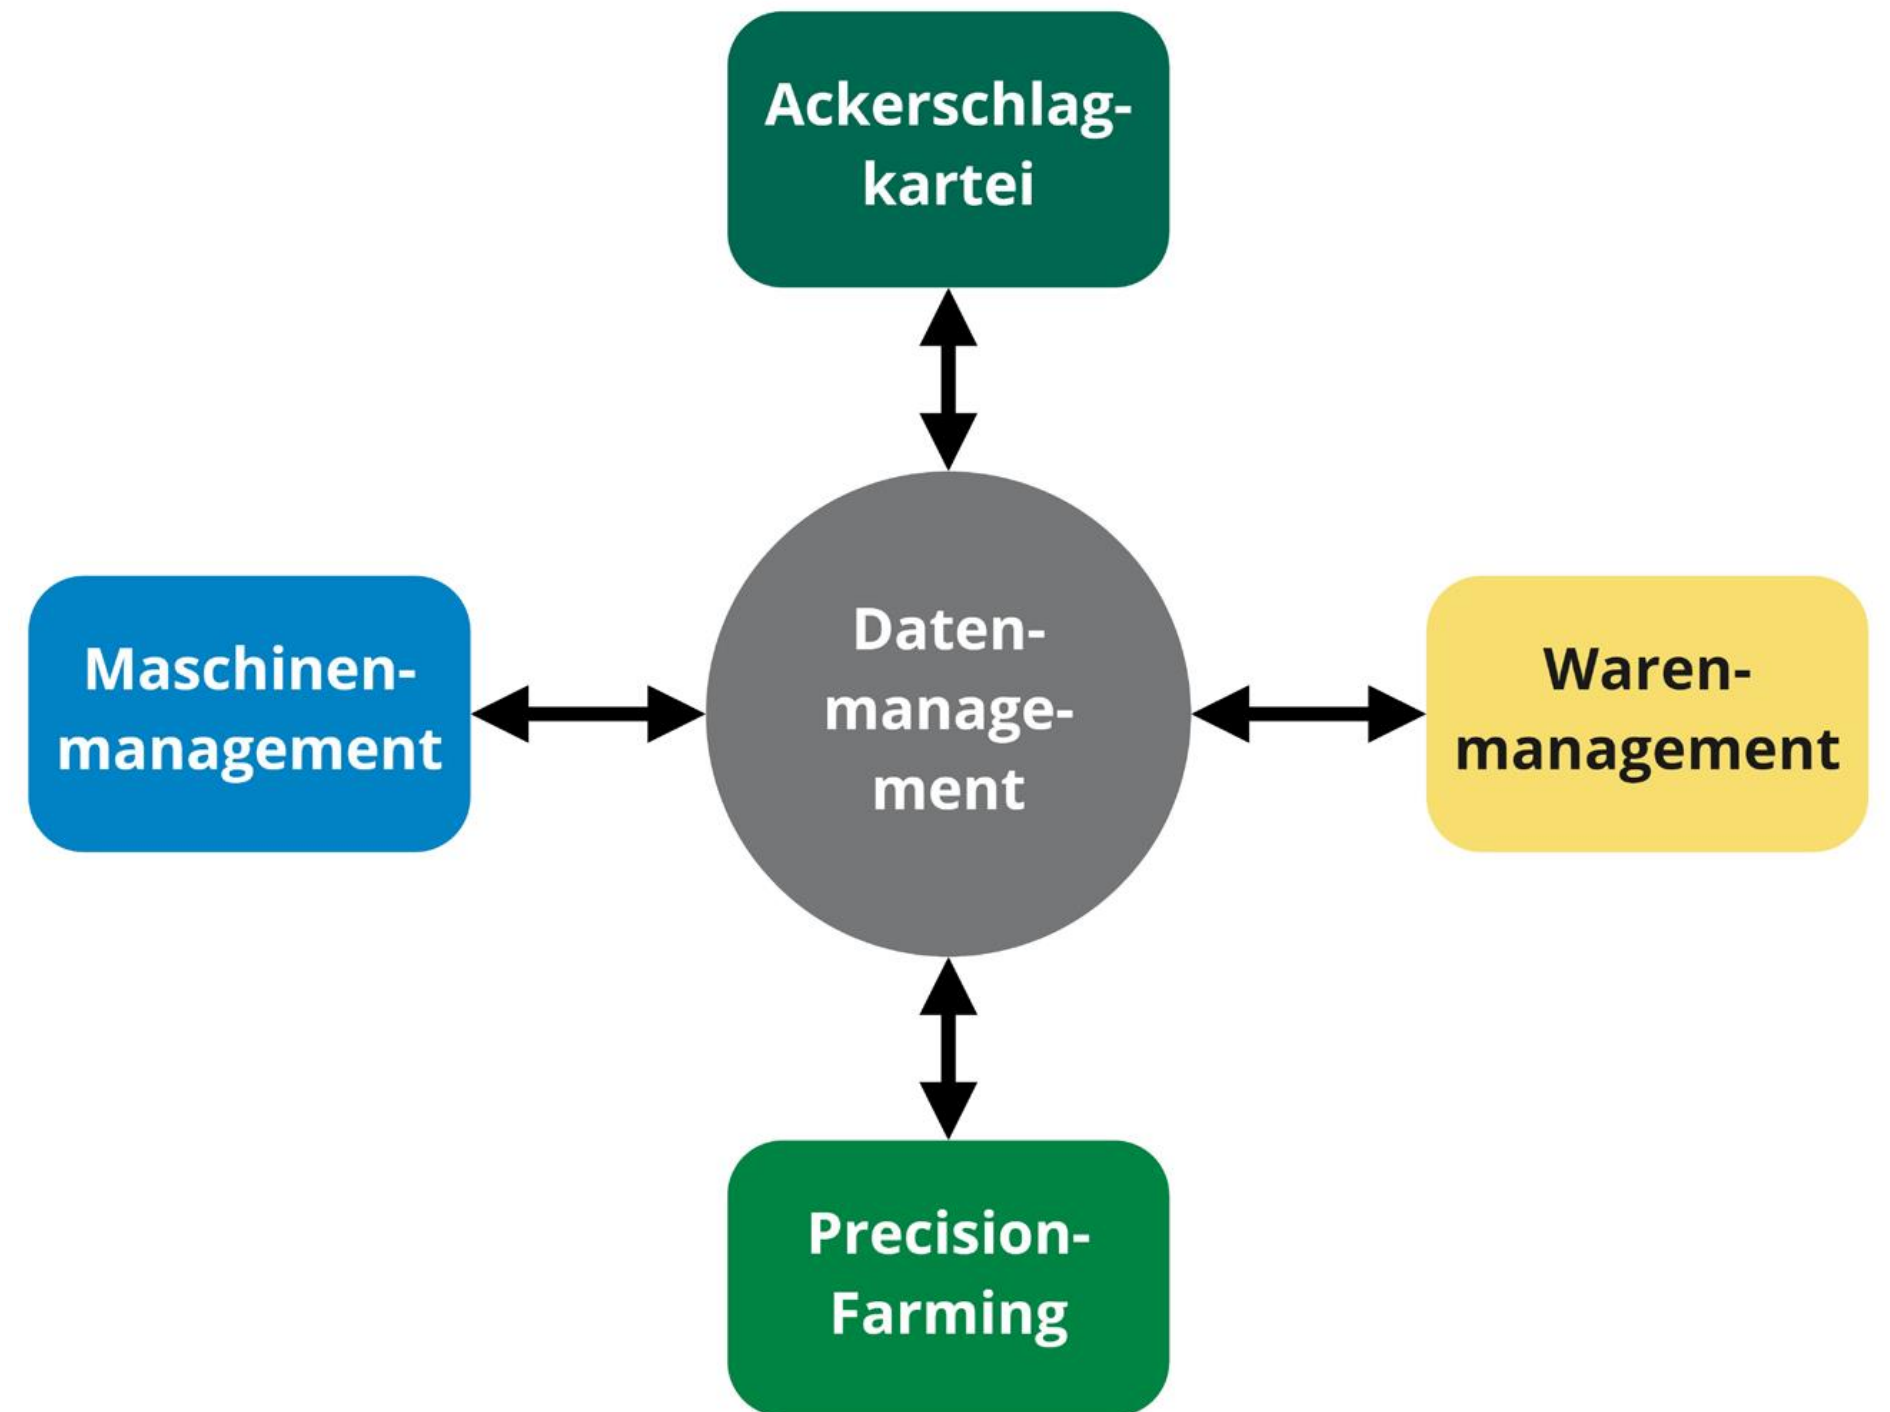 Ackerschlag-
kartei
Maschinen-
management
Daten-
manage-
ment
Waren-
management
Precision-
Farming